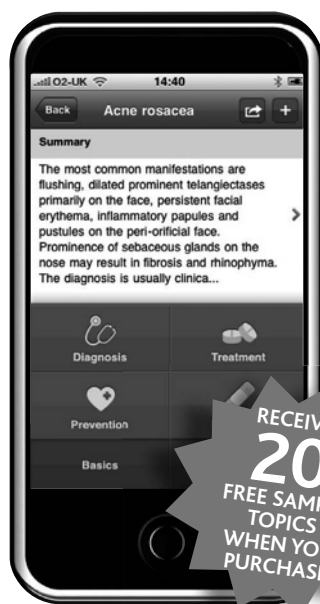 O2-UK 14:40
Back Acne rosacea +
Summary
The most common manifestations are
flushing, dilated prominent telangiectases
primarily on the face, persistent facial
erythema, inflammatory papules and
pustules on the peri-orificial face.
Prominence of sebaceous glands on the
nose may result in fibrosis and rhinophyma.
The diagnosis is usually clinica...
Diagnosis Treatment
Prevention
Basics
RECEIV
20
FREE SAMP
TOPICS
WHEN YO
PURCHAS